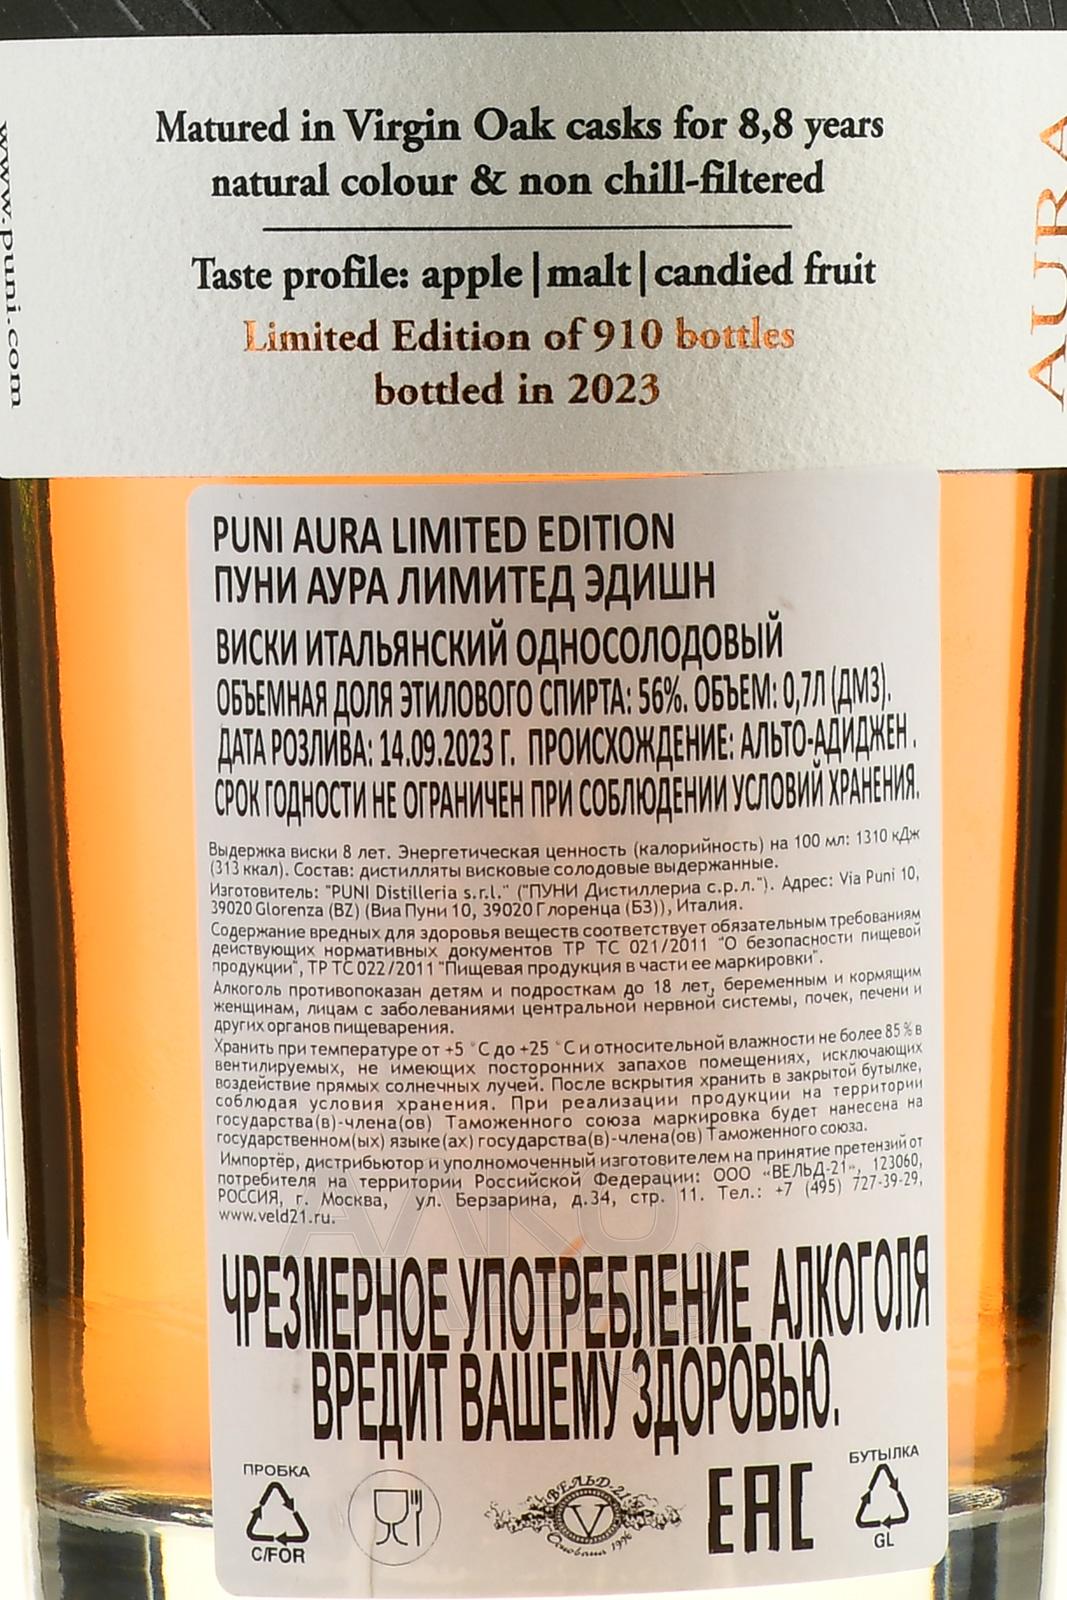 Matured in Virgin Oak casks for 8,8 years
natural colour & non chill-filtered
Taste profile: apple|malt|candied fruit
Limited Edition of 910 bottles
bottled in 2023
www.puni.com
AURA
PUNI AURA LIMITED EDITION
ПУНИ АУРА ЛИМИТЕД ЭДИШН
ВИСКИ ИТАЛЬЯНСКИЙ ОДНОСОЛОДОВЫЙ
ОБЪЕМНАЯ ДОЛЯ ЭТИЛОВОГО СПИРТА: 56%. ОБЪЕМ: 0,7Л (ДМ3).
ДАТА РОЗЛИВА: 14.09.2023 Г. ПРОИСХОЖДЕНИЕ: АЛЬТО-АДИДЖЕН .
СРОК ГОДНОСТИ НЕ ОГРАНИЧЕН ПРИ СОБЛЮДЕНИИ УСЛОВИЙ ХРАНЕНИЯ.
Выдержка виски 8 лет. Энергетическая ценность (калорийность) на 100 мл: 1310 кДж
(313 ккал). Состав: дистилляты висковые солодовые выдержанные.
Изготовитель: "PUNI Distilleria s.r.l." ("ПУНИ Дистиллериа с.р.л."). Адрес: Via Puni 10,
39020 Glorenza (BZ) (Виа Пуни 10, 39020 Глоренца (БЗ)), Италия.
Содержание вредных для здоровья веществ соответствует обязательным требованиям
действующих нормативных документов ТР ТС 021/2011 "О безопасности пищевой
продукции", ТР ТС 022/2011 "Пищевая продукция в части ее маркировки".
Алкоголь противопоказан детям и подросткам до 18 лет, беременным и кормящим
женщинам, лицам с заболеваниями центральной нервной системы, почек, печени и
других органов пищеварения.
Хранить при температуре от +5 °С до +25 °С и относительной влажности не более 85 % в
вентилируемых, не имеющих посторонних запахов помещениях, исключающих
воздействие прямых солнечных лучей. После вскрытия хранить в закрытой бутылке,
соблюдая условия хранения. При реализации продукции на территории
государства(в)-члена(ов) Таможенного союза маркировка будет нанесена на
государственном(ых) языке(ах) государства(в)-члена(ов) Таможенного союза.
Импортёр, дистрибьютор и уполномоченный изготовителем на принятие претензий от
потребителя на территории Российской Федерации: ООО «ВЕЛЬД-21», 123060,
РОССИЯ, г. Москва, ул. Берзарина, д.34, стр. 11. Тел.: +7 (495) 727-39-29,
www.veld21.ru.
ЧРЕЗМЕРНОЕ УПОТРЕБЛЕНИЕ АЛКОГОЛЯ
ВРЕДИТ ВАШЕМУ ЗДОРОВЬЮ.
ПРОБКА
C/FOR
ВЕЛЬД-21
V
Основана 1996
EAC
БУТЫЛКА
GL